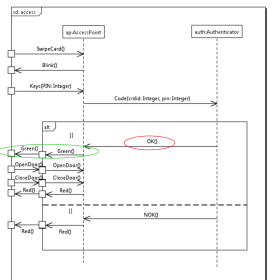 sd: access
ap:AccessPoint
auth:Authenticator
SwipeCard()
Blink()
Keys(PIN: Integer)
Code(cridid: Integer, pin: Integer)
alt
[]
OK()
Green() Green()
OpenDoor() OpenDoor()
CloseDoor() CloseDoor()
Red() Red()
[]
NOK()
Red() Red()